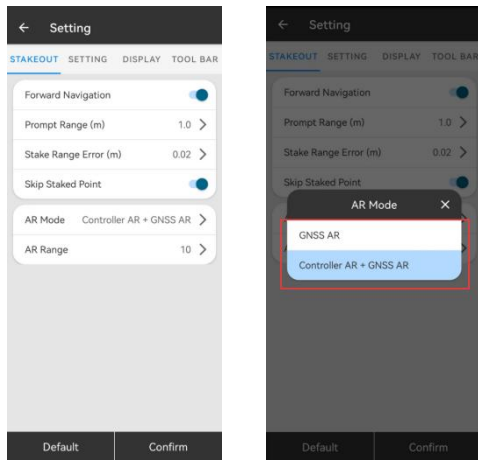 Setting
STAKEOUT SETTING DISPLAY TOOL BAR
Forward Navigation
Prompt Range (m) 1.0
Stake Range Error (m) 0.02
Skip Staked Point
AR Mode Controller AR + GNSS AR
AR Range 10
Default Confirm
Setting
STAKEOUT SETTING DISPLAY TOOL BAR
Forward Navigation
Prompt Range (m) 1.0
Stake Range Error (m) 0.02
Skip Staked Point
AR Mode
GNSS AR
Controller AR + GNSS AR
Default Confirm